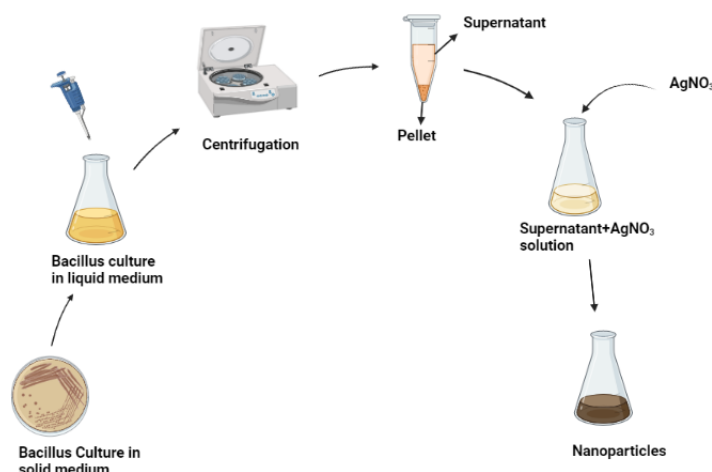 Supernatant
AgNO₃
Centrifugation
Pellet
Supernatant+AgNO₃
solution
Bacillus culture
in liquid medium
Bacillus Culture in
solid medium
Nanoparticles